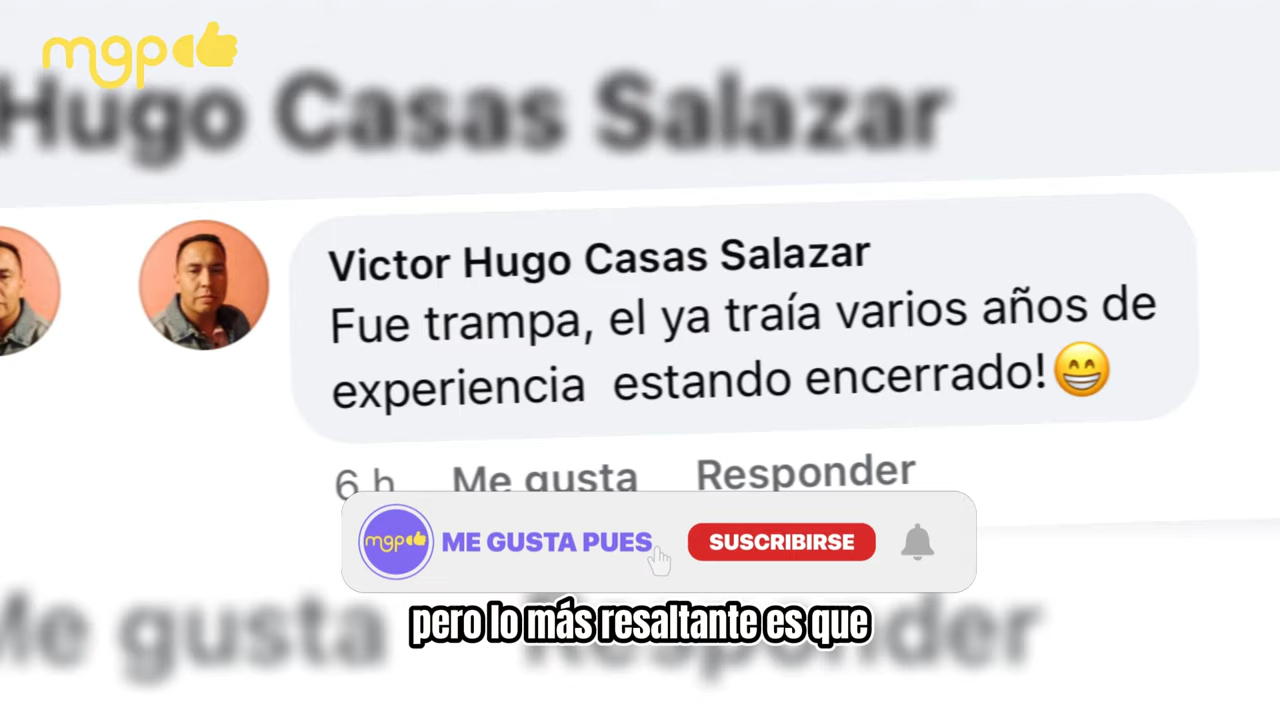 mgp
Hugo Casas Salazar
Victor Hugo Casas Salazar
Fue trampa, el ya traía varios años de
experiencia estando encerrado!😁
6 h Me gusta Responder
mgp ME GUSTA PUES SUSCRIBIRSE
pero lo más resaltante es que
Me gusta Responder